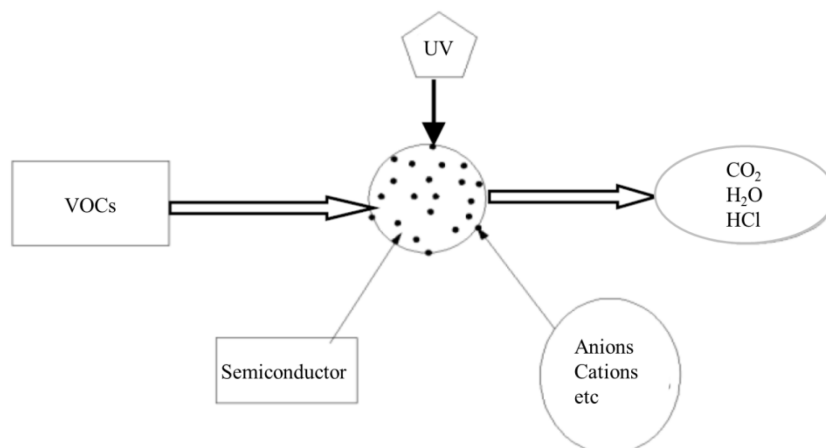 UV
VOCs
CO₂
H₂O
HCl
Semiconductor
Anions
Cations
etc